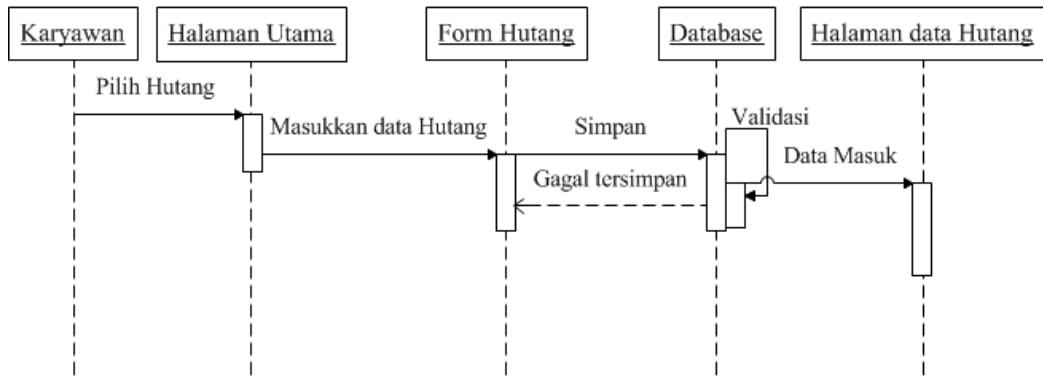 Karyawan
Halaman Utama
Form Hutang
Database
Halaman data Hutang
Pilih Hutang
Masukkan data Hutang
Simpan
Validasi
Data Masuk
Gagal tersimpan